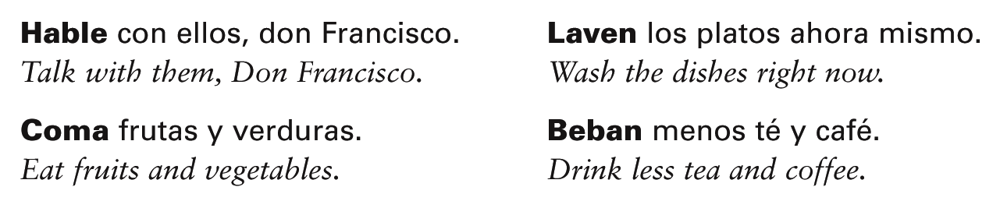 Hable con ellos, don Francisco.
Talk with them, Don Francisco.
Coma frutas y verduras.
Eat fruits and vegetables.
Laven los platos ahora mismo.
Wash the dishes right now.
Beban menos té y café.
Drink less tea and coffee.